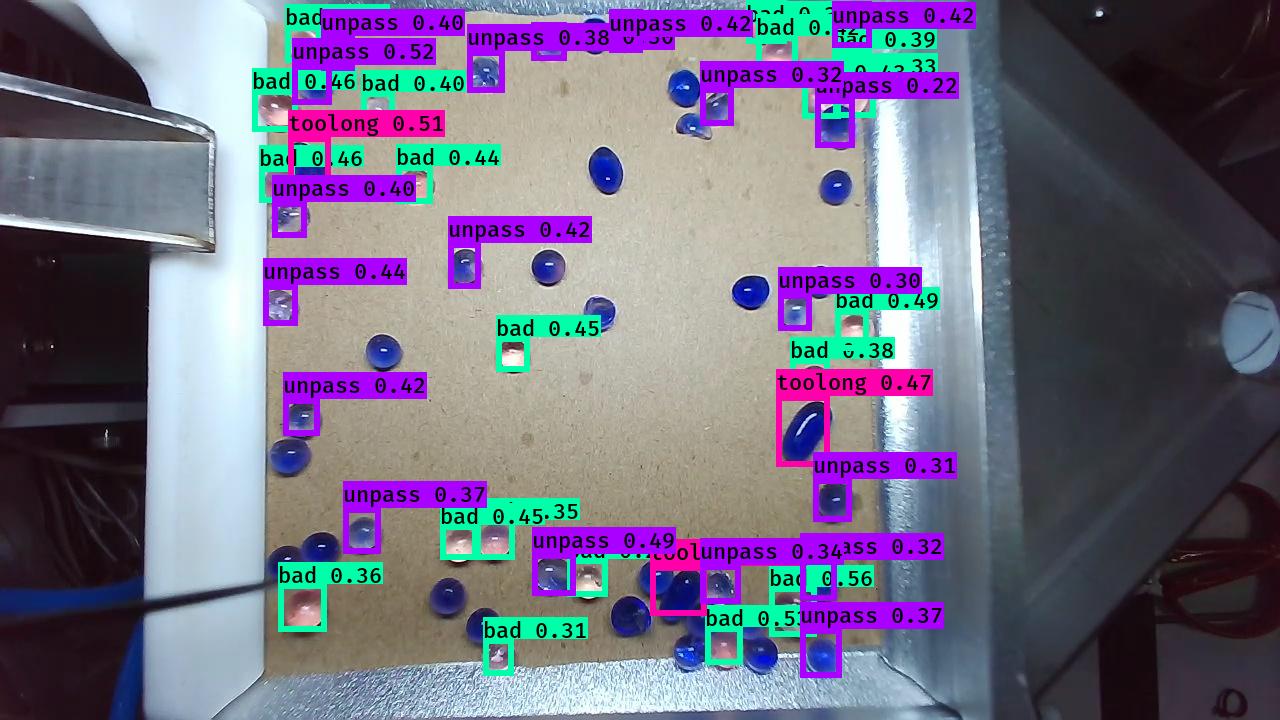 bad
unpass 0.40
unpass 0.42
unpass 0.42
unpass 0.38
unpass 0.52
bad 0.39
bad 0.46
bad 0.40
unpass 0.32
unpass 0.22
toolong 0.51
bad 0.46
bad 0.44
unpass 0.40
unpass 0.42
unpass 0.44
unpass 0.30
bad 0.49
bad 0.45
bad 0.38
unpass 0.42
toolong 0.47
unpass 0.31
unpass 0.37
bad 0.45
unpass 0.49
unpass 0.34
bad 0.36
bad 0.56
bad 0.31
unpass 0.37